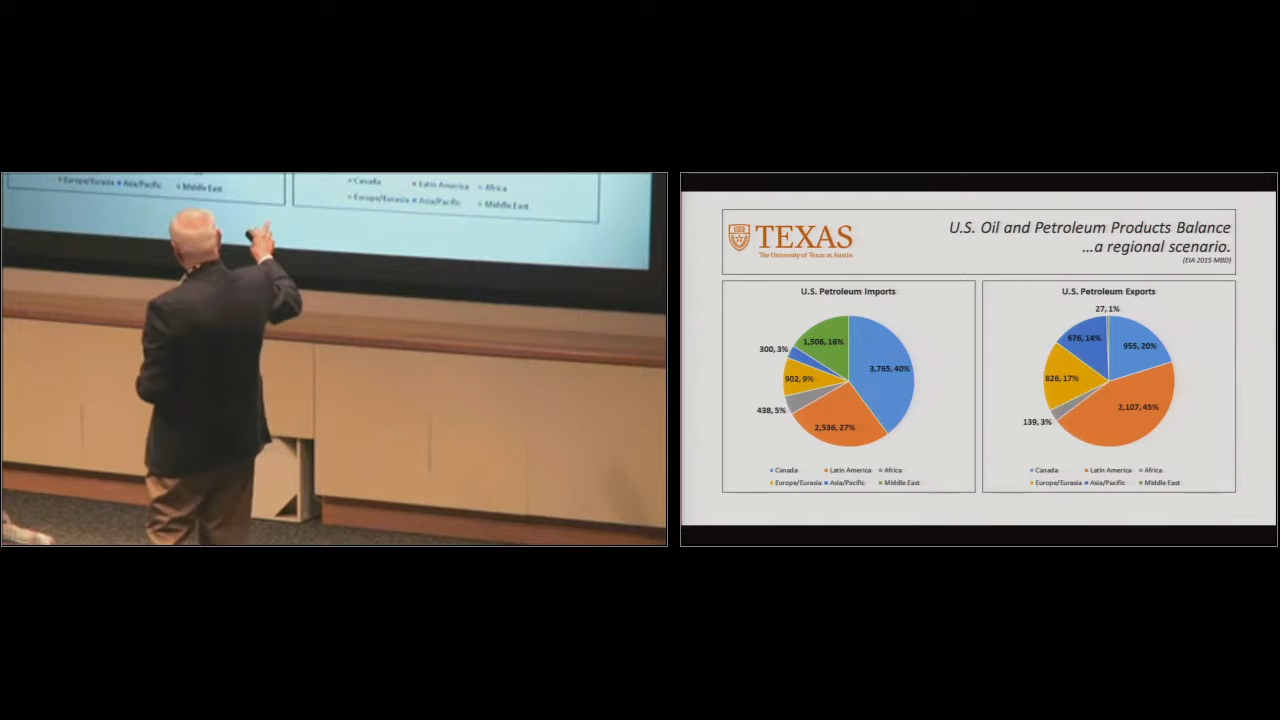 Europe/Eurasia Asia/Pacific Middle East
Canada Latin America Africa
Europe/Eurasia Asia/Pacific Middle East
TEXAS
The University of Texas at Austin
U.S. Oil and Petroleum Products Balance
...a regional scenario.
(EIA 2015 MBD)
U.S. Petroleum Imports
1,506, 16%
300, 3%
3,765, 40%
902, 9%
438, 5%
2,536, 27%
Canada Latin America Africa
Europe/Eurasia Asia/Pacific Middle East
U.S. Petroleum Exports
27, 1%
676, 14%
955, 20%
826, 17%
2,107, 45%
139, 3%
Canada Latin America Africa
Europe/Eurasia Asia/Pacific Middle East